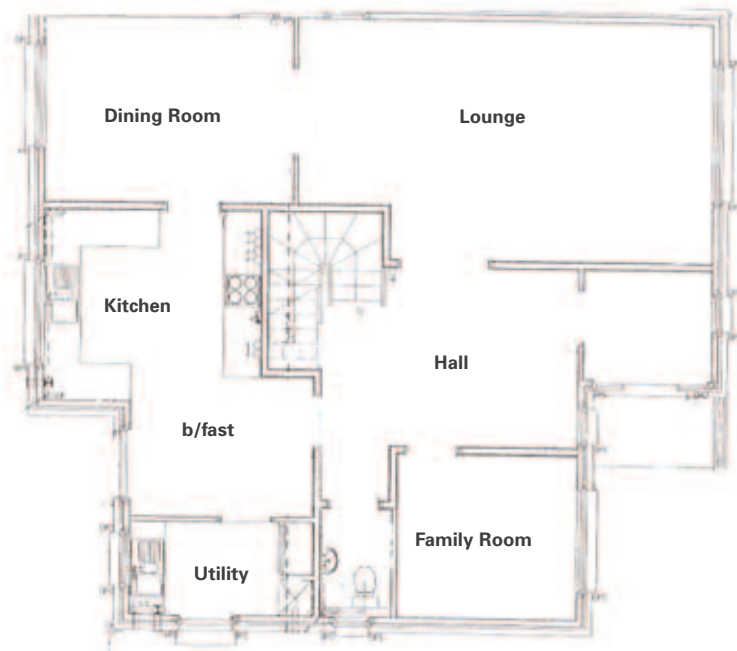 Dining Room
Lounge
Kitchen
Hall
b/fast
Family Room
Utility